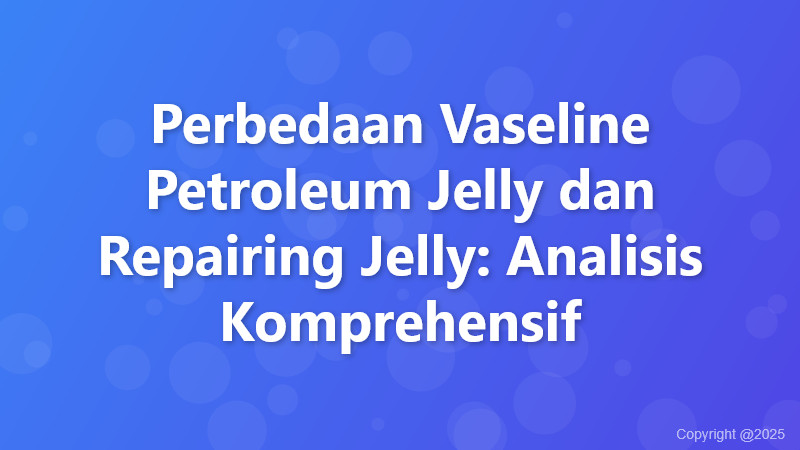 Perbedaan Vaseline
Petroleum Jelly dan
Repairing Jelly: Analisis
Komprehensif
Copyright @2025